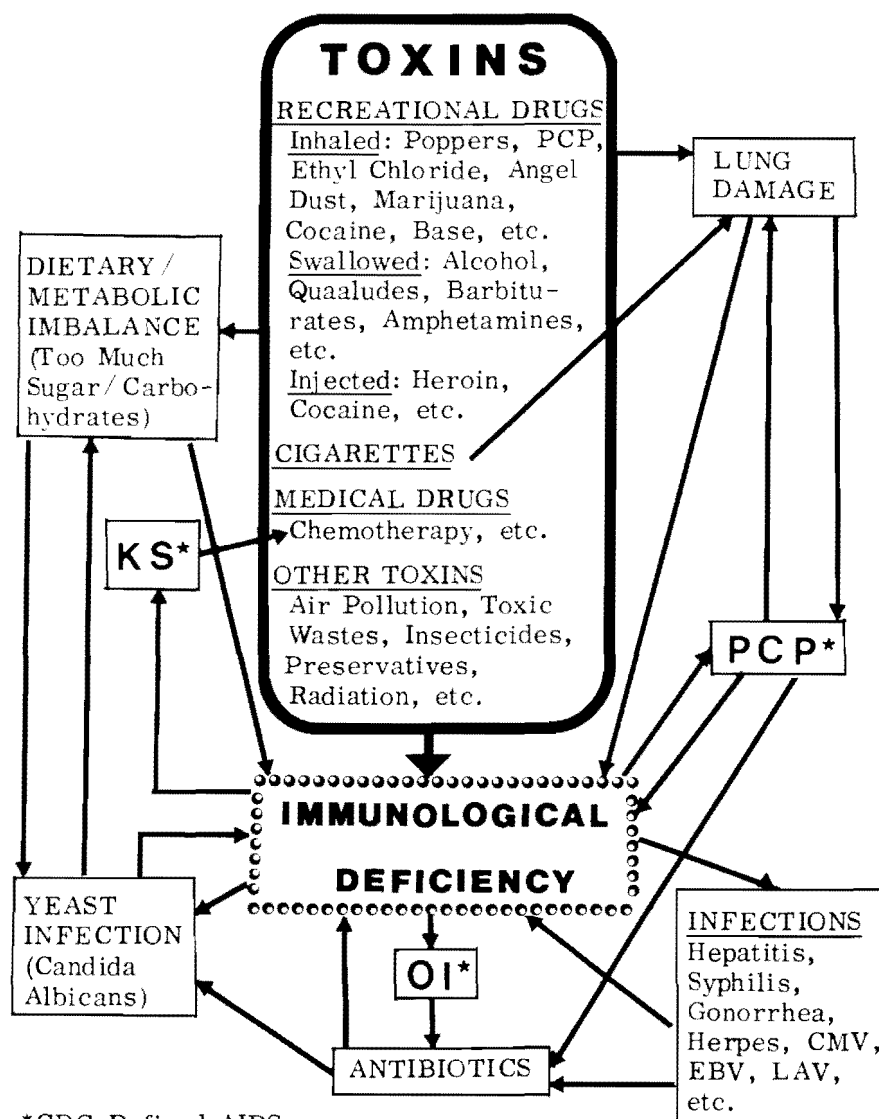 TOXINS
RECREATIONAL DRUGS
Inhaled: Poppers, PCP,
Ethyl Chloride, Angel
Dust, Marijuana,
Cocaine, Base, etc.
Swallowed: Alcohol,
Quaaludes, Barbitu-
rates, Amphetamines,
etc.
Injected: Heroin,
Cocaine, etc.
CIGARETTES
MEDICAL DRUGS
Chemotherapy, etc.
OTHER TOXINS
Air Pollution, Toxic
Wastes, Insecticides,
Preservatives,
Radiation, etc.
LUNG
DAMAGE
DIETARY/
METABOLIC
IMBALANCE
(Too Much
Sugar/Carbo-
hydrates)
KS*
PCP*
IMMUNOLOGICAL
DEFICIENCY
YEAST
INFECTION
(Candida
Albicans)
OI*
ANTIBIOTICS
INFECTIONS
Hepatitis,
Syphilis,
Gonorrhea,
Herpes, CMV,
EBV, LAV,
etc.
*CDC Defined AIDS